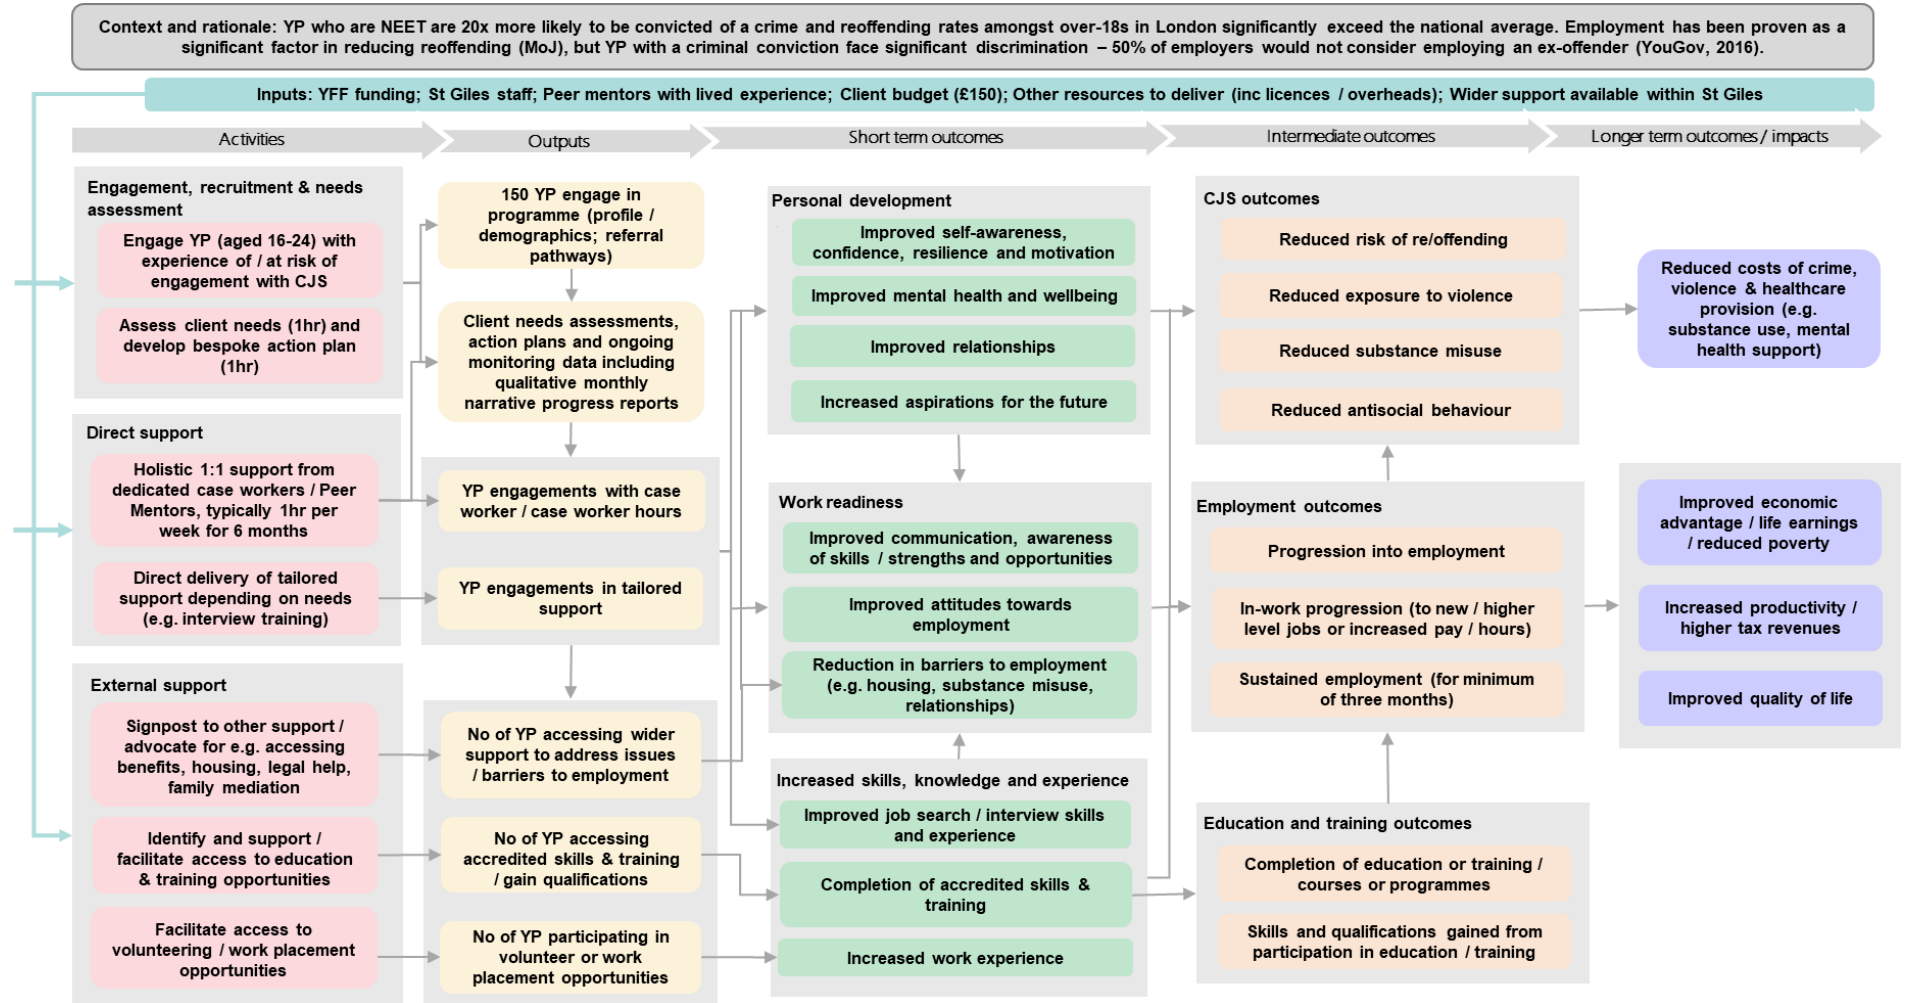 Context and rationale: YP who are NEET are 20x more likely to be convicted of a crime and reoffending rates amongst over-18s in London significantly exceed the national average. Employment has been proven as a
significant factor in reducing reoffending (MoJ), but YP with a criminal conviction face significant discrimination – 50% of employers would not consider employing an ex-offender (YouGov, 2016).
Inputs: YFF funding; St Giles staff; Peer mentors with lived experience; Client budget (£150); Other resources to deliver (inc licences / overheads); Wider support available within St Giles
Activities
Outputs
Short term outcomes
Intermediate outcomes
Longer term outcomes / impacts
Engagement, recruitment & needs
assessment
Engage YP (aged 16-24) with
experience of / at risk of
engagement with CJS
Assess client needs (1hr) and
develop bespoke action plan
(1hr)
Direct support
Holistic 1:1 support from
dedicated case workers / Peer
Mentors, typically 1hr per
week for 6 months
Direct delivery of tailored
support depending on needs
(e.g. interview training)
External support
Signpost to other support /
advocate for e.g. accessing
benefits, housing, legal help,
family mediation
Identify and support /
facilitate access to education
& training opportunities
Facilitate access to
volunteering / work placement
opportunities
150 YP engage in
programme (profile /
demographics; referral
pathways)
Client needs assessments,
action plans and ongoing
monitoring data including
qualitative monthly
narrative progress reports
YP engagements with case
worker / case worker hours
YP engagements in tailored
support
No of YP accessing wider
support to address issues
/ barriers to employment
No of YP accessing
accredited skills & training
/ gain qualifications
No of YP participating in
volunteer or work
placement opportunities
Personal development
Improved self-awareness,
confidence, resilience and motivation
Improved mental health and wellbeing
Improved relationships
Increased aspirations for the future
Work readiness
Improved communication, awareness
of skills / strengths and opportunities
Improved attitudes towards
employment
Reduction in barriers to employment
(e.g. housing, substance misuse,
relationships)
Increased skills, knowledge and experience
Improved job search / interview skills
and experience
Completion of accredited skills &
training
Increased work experience
CJS outcomes
Reduced risk of re/offending
Reduced exposure to violence
Reduced substance misuse
Reduced antisocial behaviour
Employment outcomes
Progression into employment
In-work progression (to new / higher
level jobs or increased pay / hours)
Sustained employment (for minimum
of three months)
Education and training outcomes
Completion of education or training /
courses or programmes
Skills and qualifications gained from
participation in education / training
Reduced costs of crime,
violence & healthcare
provision (e.g.
substance use, mental
health support)
Improved economic
advantage / life earnings
/ reduced poverty
Increased productivity /
higher tax revenues
Improved quality of life